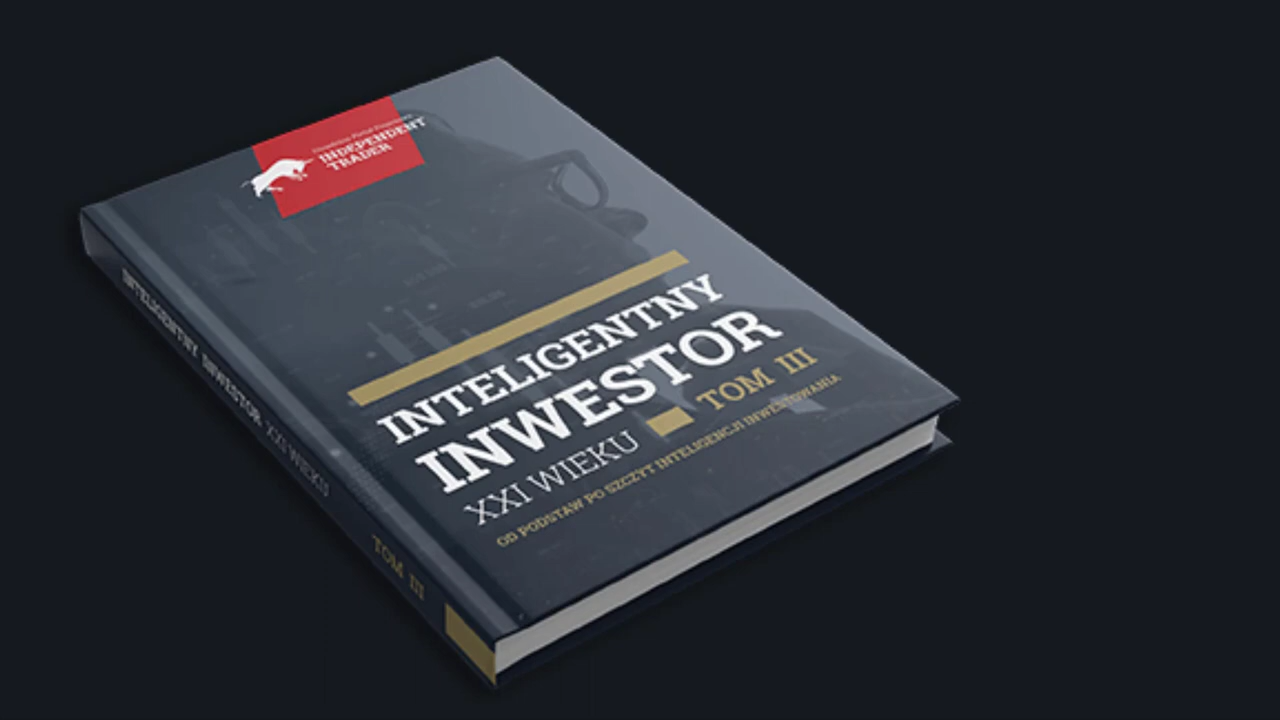 INDEPENDENT
TRADER
INTELIGENTNY
INWESTOR
XXI WIEKU TOM III
OD PODSTAW PO SZCZYT INTELIGENCJI INWESTOWANIA
INTELIGENTNY INWESTOR XXI WIEKU TOM III